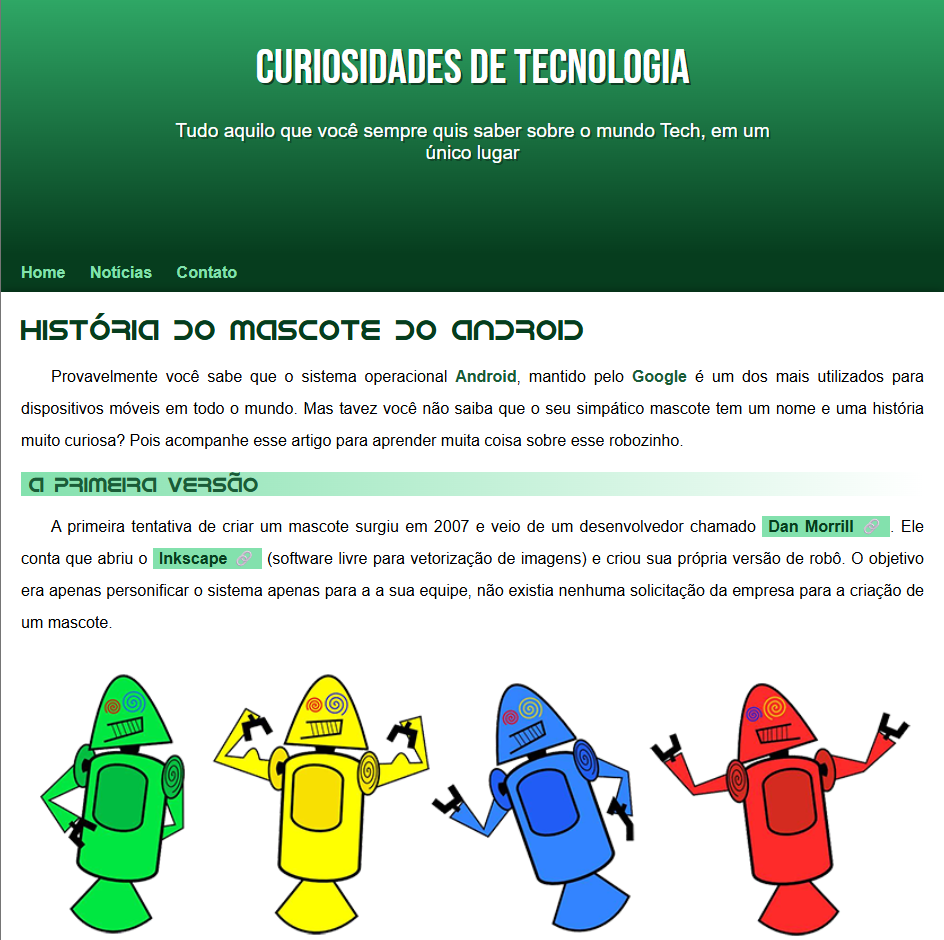 CURIOSIDADES DE TECNOLOGIA
Tudo aquilo que você sempre quis saber sobre o mundo Tech, em um
único lugar
Home Notícias Contato
HISTÓRIA DO MASCOTE DO ANDROID
Provavelmente você sabe que o sistema operacional Android, mantido pelo Google é um dos mais utilizados para
dispositivos móveis em todo o mundo. Mas tavez você não saiba que o seu simpático mascote tem um nome e uma história
muito curiosa? Pois acompanhe esse artigo para aprender muita coisa sobre esse robozinho.
A PRIMEIRA VERSÃO
A primeira tentativa de criar um mascote surgiu em 2007 e veio de um desenvolvedor chamado Dan Morrill 🔗. Ele
conta que abriu o Inkscape 🔗 (software livre para vetorização de imagens) e criou sua própria versão de robô. O objetivo
era apenas personificar o sistema apenas para a a sua equipe, não existia nenhuma solicitação da empresa para a criação de
um mascote.